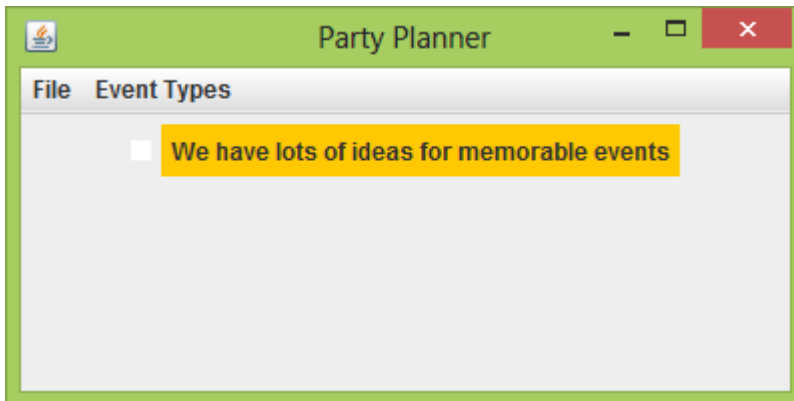 Party Planner
File Event Types
We have lots of ideas for memorable events